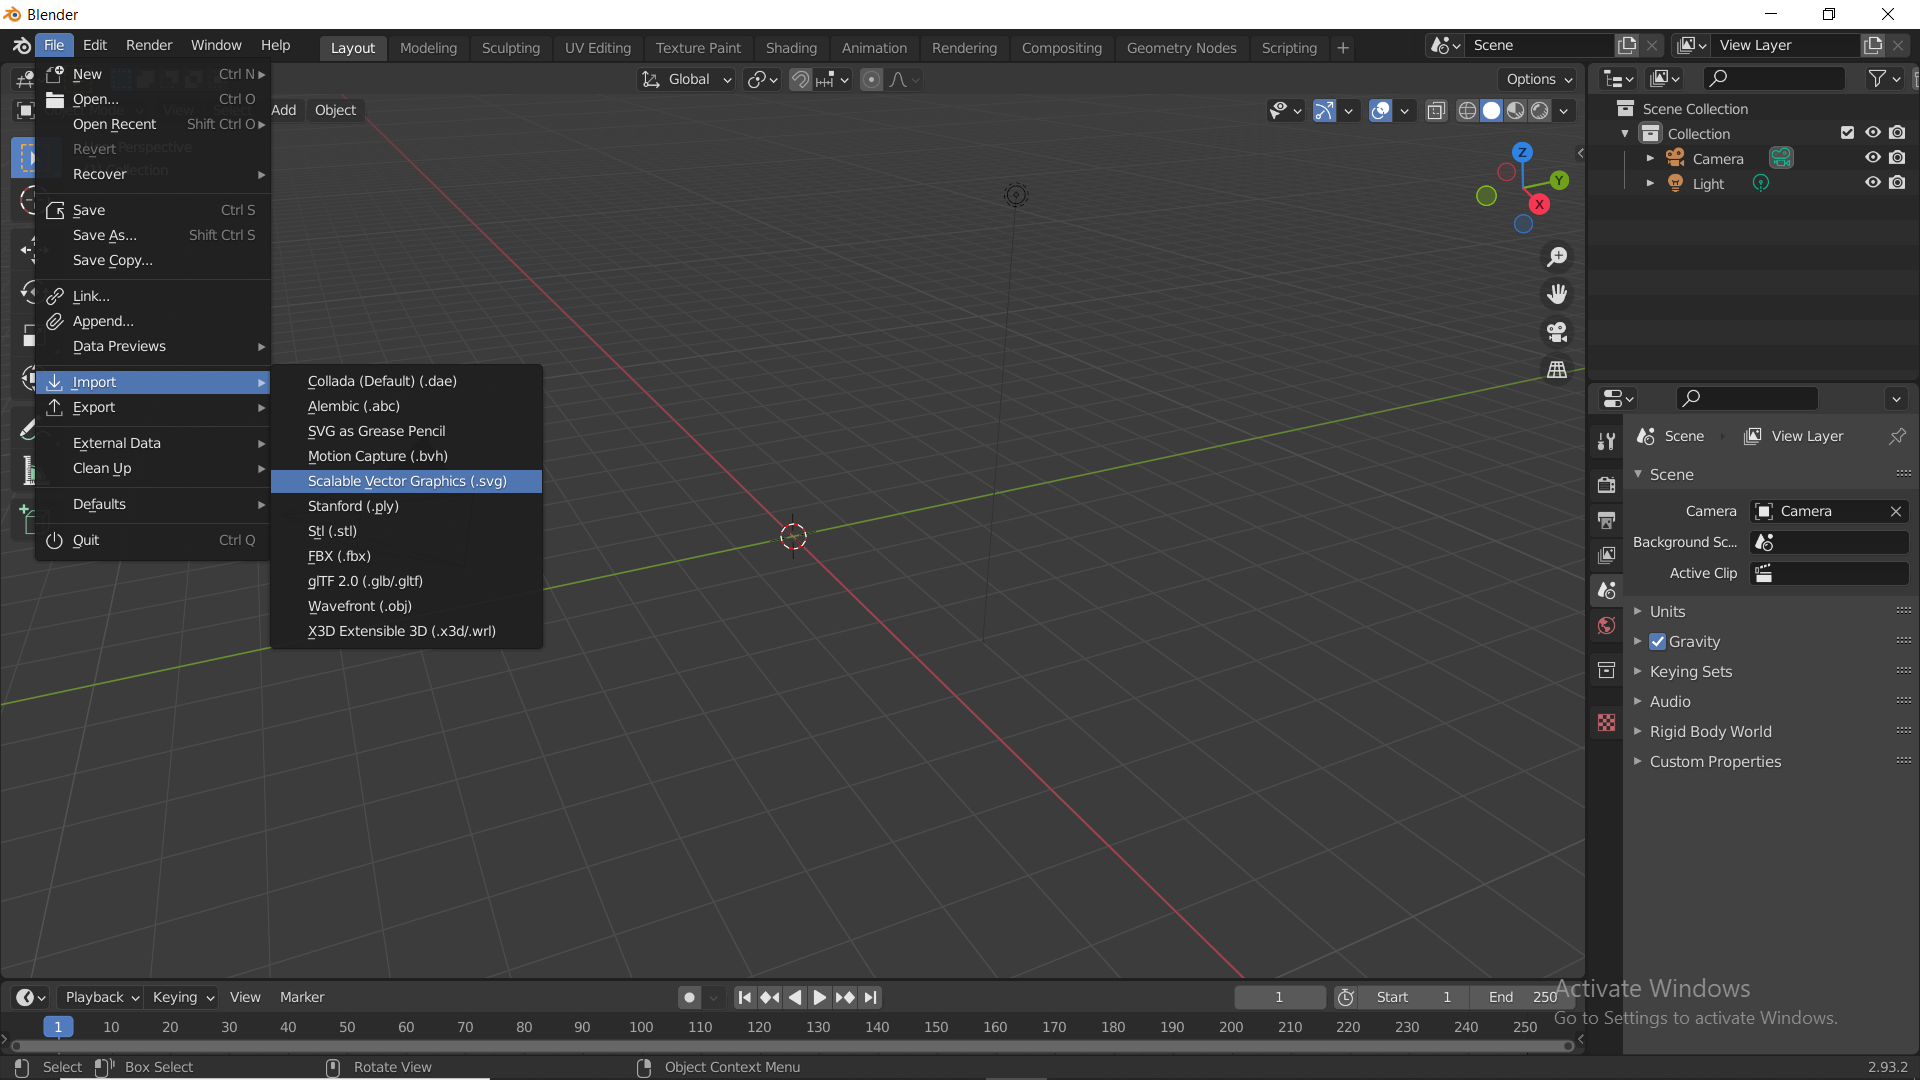 Blender
File Edit Render Window Help Layout Modeling Sculpting UV Editing Texture Paint Shading Animation Rendering Compositing Geometry Nodes Scripting + Scene View Layer
Global Options
Add Object
New Ctrl N
Open... Ctrl O
Open Recent Shift Ctrl O
Revert
Recover
Save Ctrl S
Save As... Shift Ctrl S
Save Copy...
Link...
Append...
Data Previews
Import
Export
External Data
Clean Up
Defaults
Quit Ctrl Q
Collada (Default) (.dae)
Alembic (.abc)
SVG as Grease Pencil
Motion Capture (.bvh)
Scalable Vector Graphics (.svg)
Stanford (.ply)
Stl (.stl)
FBX (.fbx)
glTF 2.0 (.glb/.gltf)
Wavefront (.obj)
X3D Extensible 3D (.x3d/.wrl)
Z
Y
X
Scene Collection
Collection
Camera
Light
Scene View Layer
Scene
Camera Camera
Background Sc...
Active Clip
Units
Gravity
Keying Sets
Audio
Rigid Body World
Custom Properties
Playback Keying View Marker 1 Start 1 End 250
1 10 20 30 40 50 60 70 80 90 100 110 120 130 140 150 160 170 180 190 200 210 220 230 240 250
Activate Windows
Go to Settings to activate Windows.
Select Box Select Rotate View Object Context Menu 2.93.2